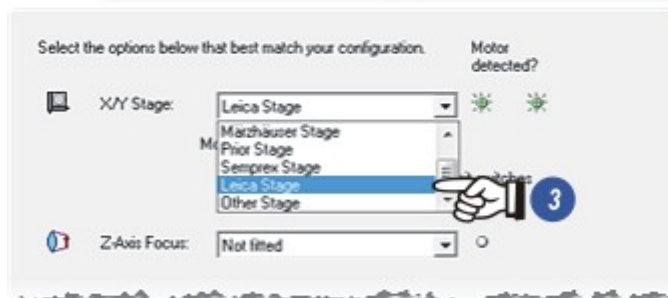 Select the options below that best match your configuration.
Motor
detected?
X/Y Stage:
Leica Stage
Märzhäuser Stage
Prior Stage
Semprex Stage
Leica Stage
Other Stage
3
Z-Axis Focus:
Not fitted